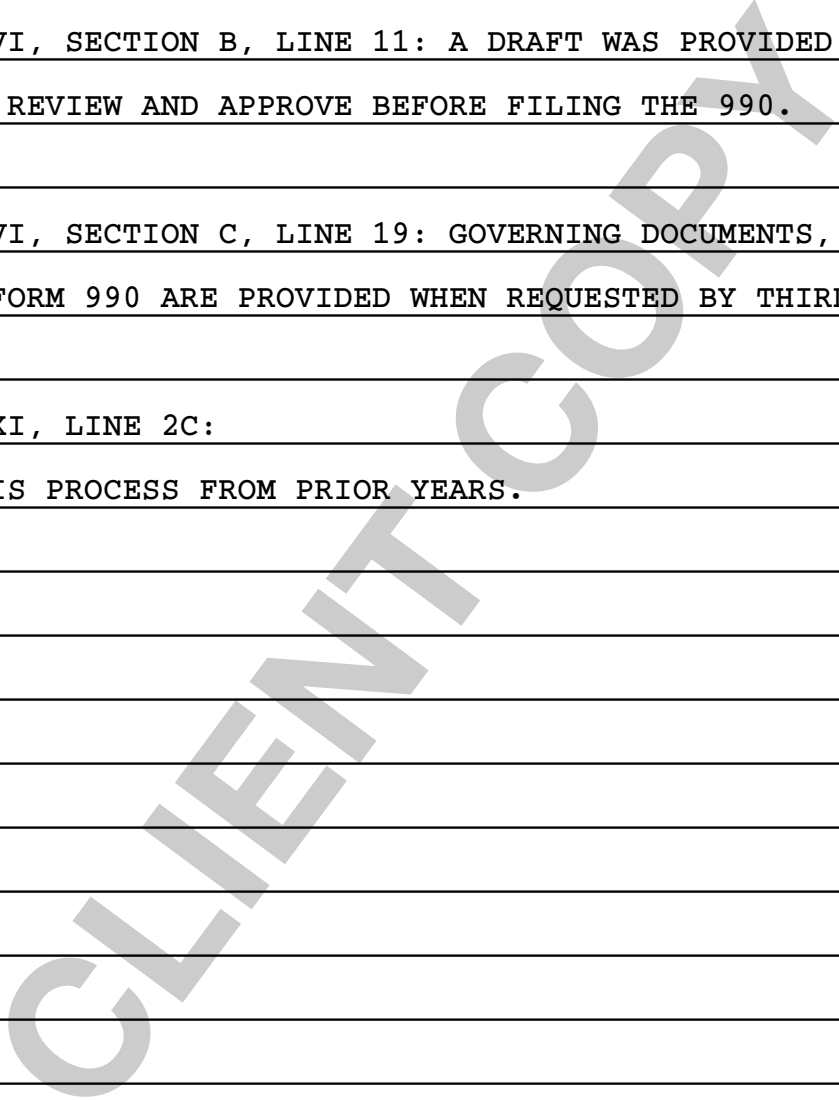 VI, SECTION B, LINE 11: A DRAFT WAS PROVIDED
REVIEW AND APPROVE BEFORE FILING THE 990.
VI, SECTION C, LINE 19: GOVERNING DOCUMENTS,
FORM 990 ARE PROVIDED WHEN REQUESTED BY THIRD
XI, LINE 2C:
IS PROCESS FROM PRIOR YEARS.
CLIENT COPY